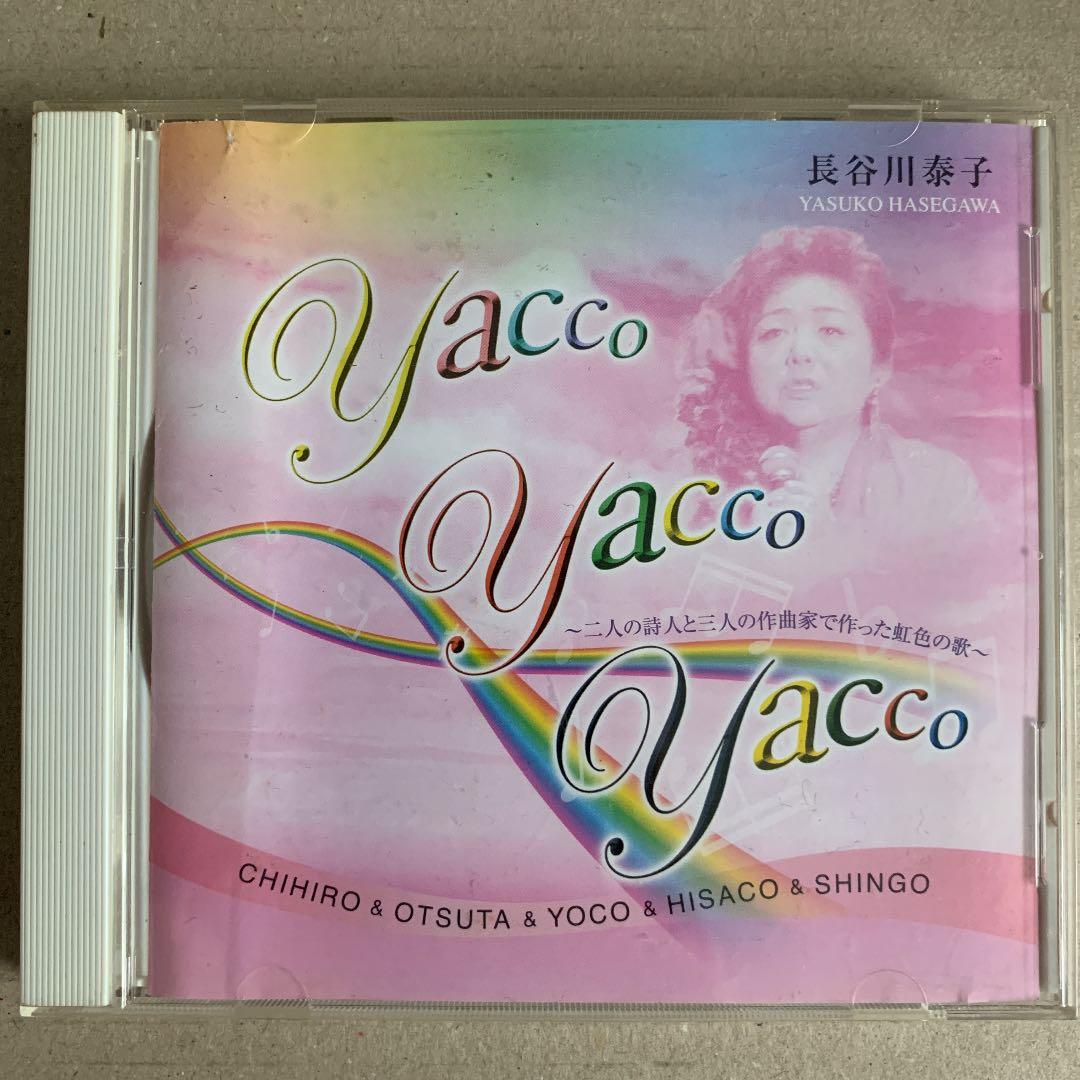 長谷川泰子
YASUKO HASEGAWA
yacco
yacco
～二人の詩人と三人の作曲家で作った虹色の歌～
yacco
CHIHIRO & OTSUTA & YOCO & HISACO & SHINGO